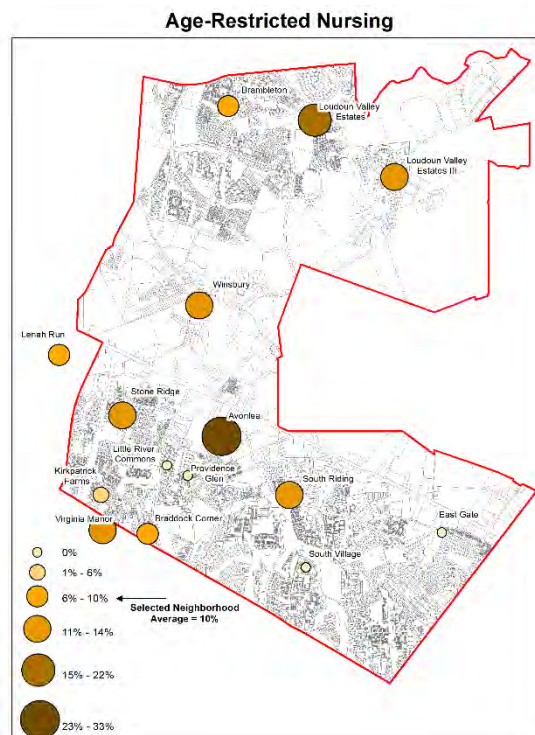 Age-Restricted Nursing
Brambleton
Loudoun Valley
Estates
Loudoun Valley
Estates III
Winsbury
Lenah Run
Stone Ridge
Avonlea
Little River
Commons
Providence
Glen
Kirkpatrick
Farms
South Riding
Virginia Manor
Braddock Corner
East Gate
South Village
0%
1% - 6%
6% - 10%
Selected Neighborhood
Average = 10%
11% - 14%
15% - 22%
23% - 33%